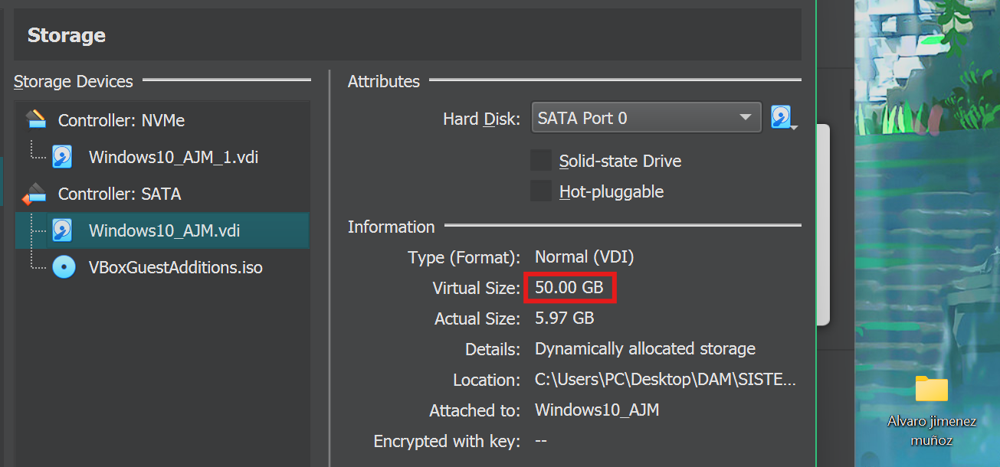 Storage
Storage Devices
Controller: NVMe
Windows10_AJM_1.vdi
Controller: SATA
Windows10_AJM.vdi
VBoxGuestAdditions.iso
Attributes
Hard Disk: SATA Port 0
Solid-state Drive
Hot-pluggable
Information
Type (Format): Normal (VDI)
Virtual Size: 50.00 GB
Actual Size: 5.97 GB
Details: Dynamically allocated storage
Location: C:\Users\PC\Desktop\DAM\SISTE...
Attached to: Windows10_AJM
Encrypted with key: --
Alvaro jimenez
muñoz